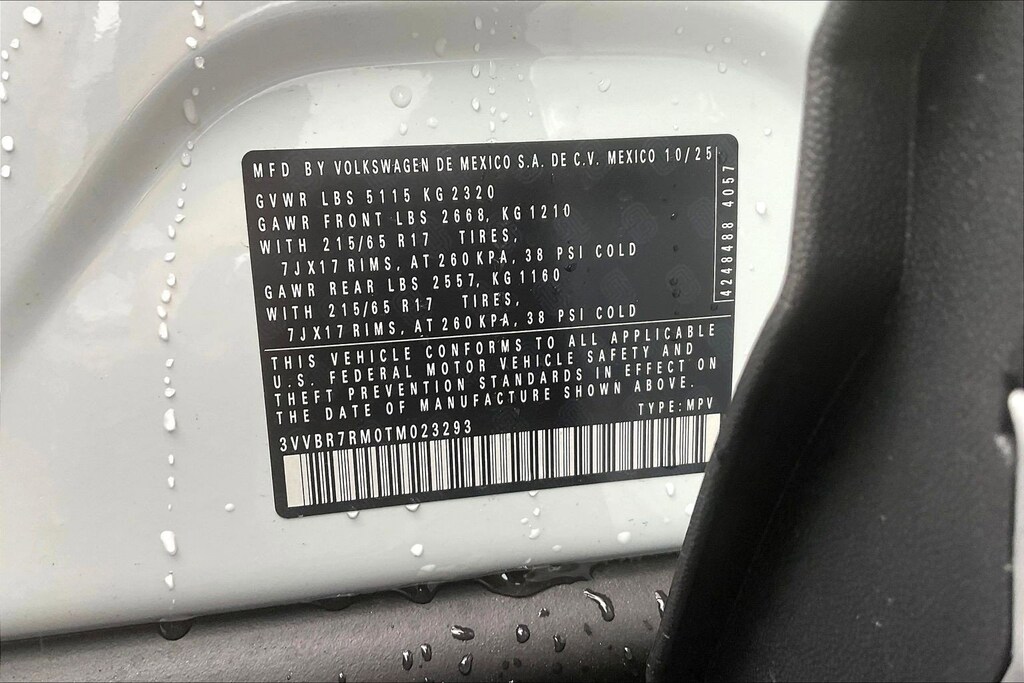 MFD BY VOLKSWAGEN DE MEXICO S.A. DE C.V. MEXICO 10/25
GVWR LBS 5115 KG 2320
GAWR FRONT LBS 2668, KG 1210
WITH 215/65 R17 TIRES,
7JX17 RIMS, AT 260 KPA, 38 PSI COLD
GAWR REAR LBS 2557, KG 1160
WITH 215/65 R17 TIRES,
7JX17 RIMS, AT 260 KPA, 38 PSI COLD
4248488 4057
THIS VEHICLE CONFORMS TO ALL APPLICABLE
U.S. FEDERAL MOTOR VEHICLE SAFETY AND
THEFT PREVENTION STANDARDS IN EFFECT ON
THE DATE OF MANUFACTURE SHOWN ABOVE.
TYPE: MPV
3VVBR7RM0TM023293